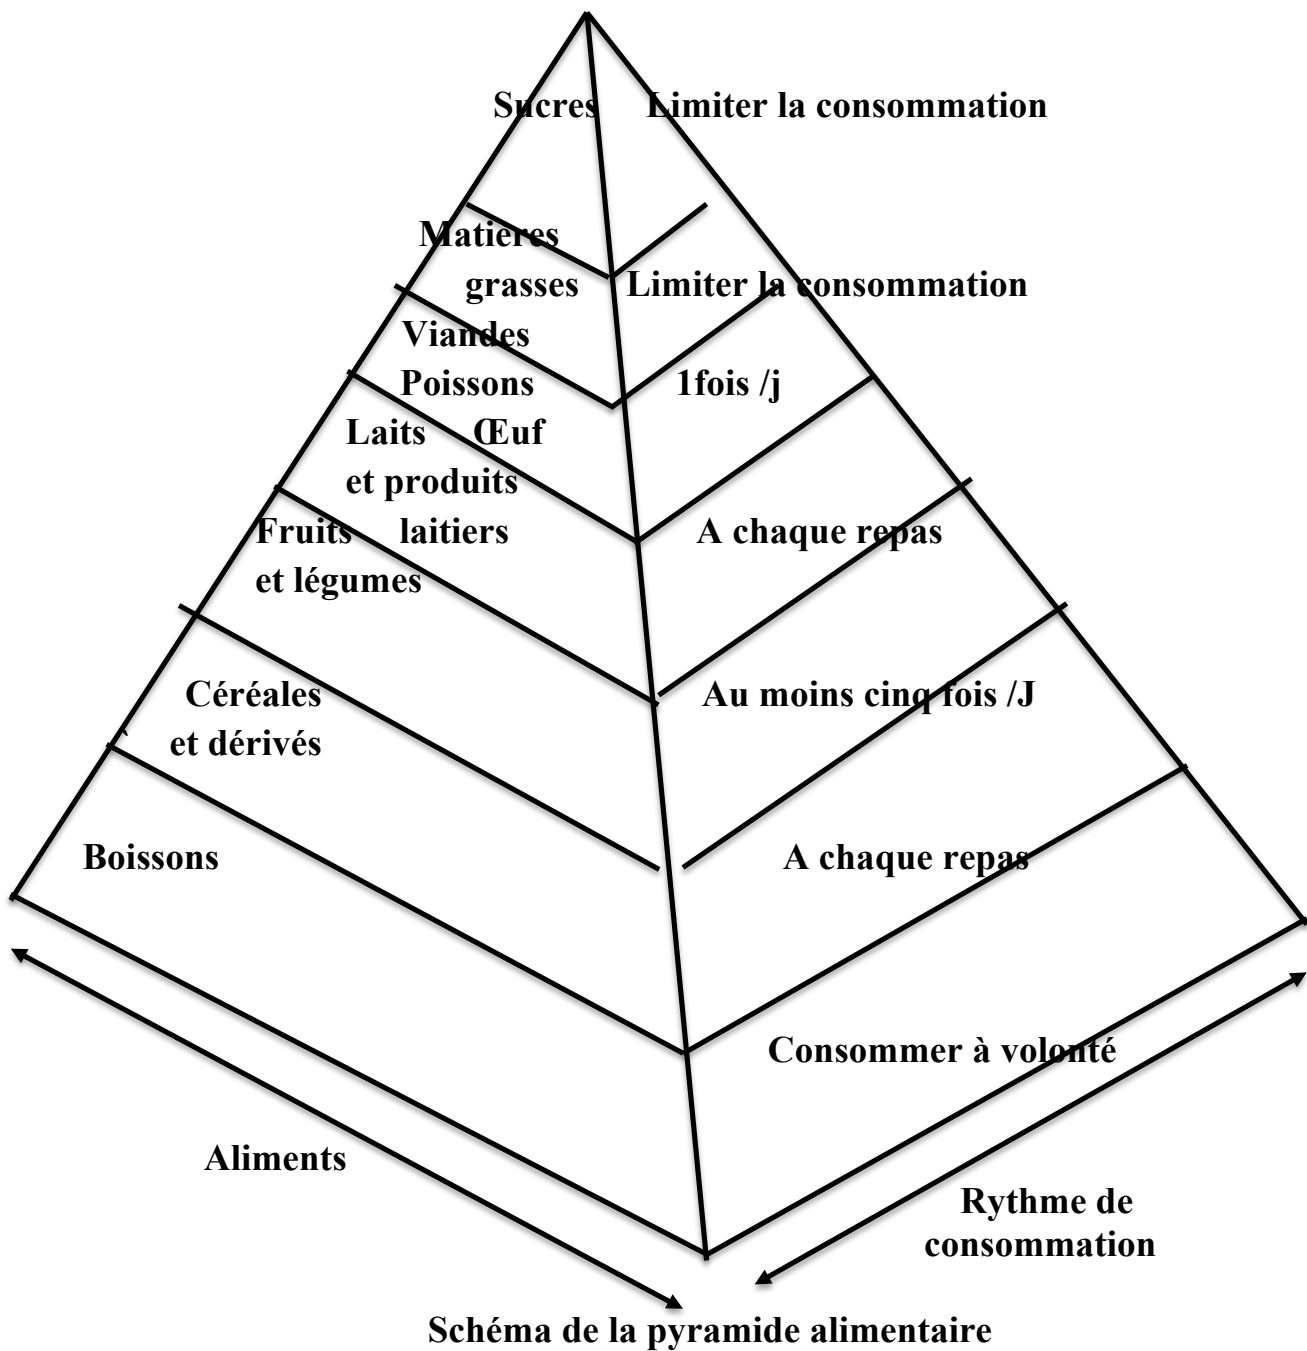 Sucres
Limiter la consommation
Matières
grasses
Limiter la consommation
Viandes
Poissons
Œuf
1fois /j
Laits
et produits
laitiers
A chaque repas
Fruits
et légumes
Au moins cinq fois /J
Céréales
et dérivés
A chaque repas
Boissons
Consommer à volonté
Aliments
Rythme de
consommation
Schéma de la pyramide alimentaire